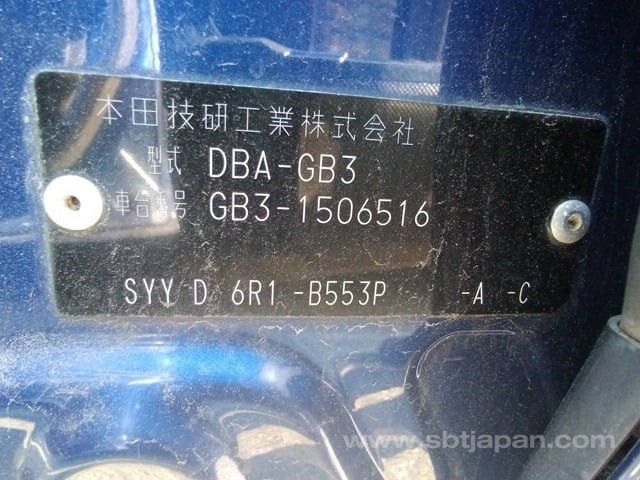 本田技研工業株式会社
型式 DBA-GB3
車台番号 GB3-1506516
SYY D 6R1 -B553P -A -C
www.sbtjapan.com